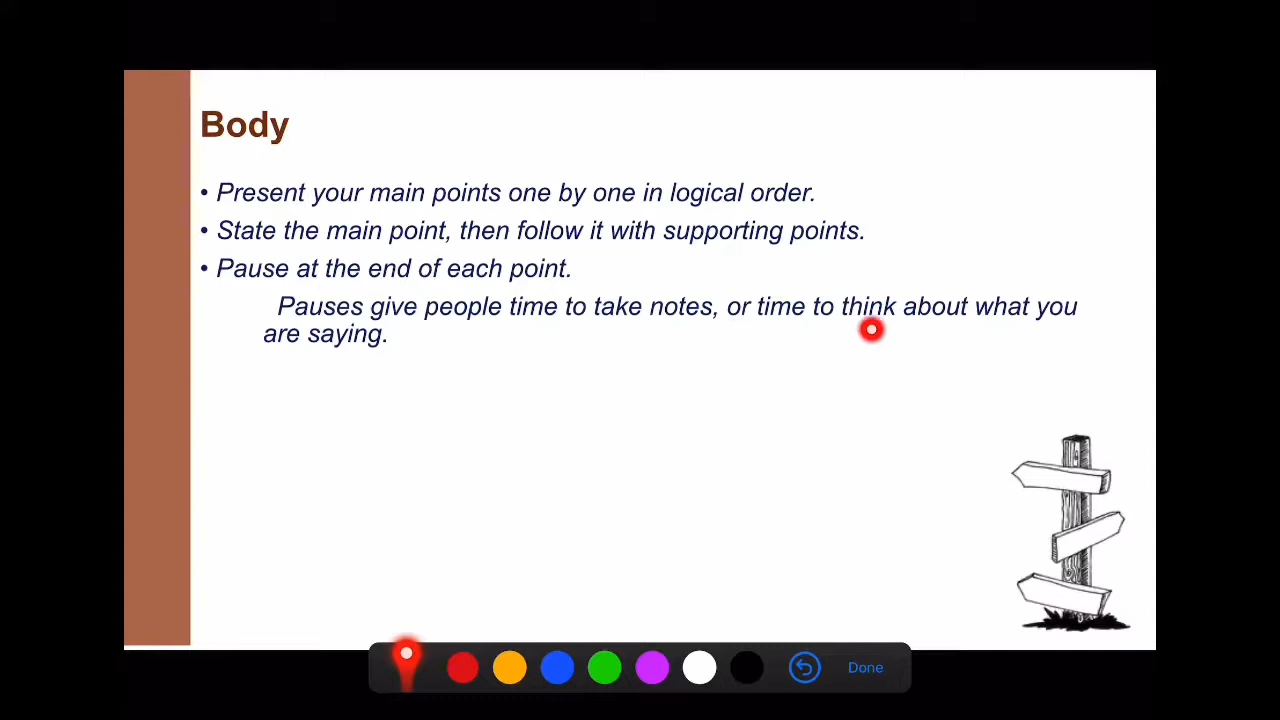 Body
• Present your main points one by one in logical order.
• State the main point, then follow it with supporting points.
• Pause at the end of each point.
Pauses give people time to take notes, or time to think about what you
are saying.
Done